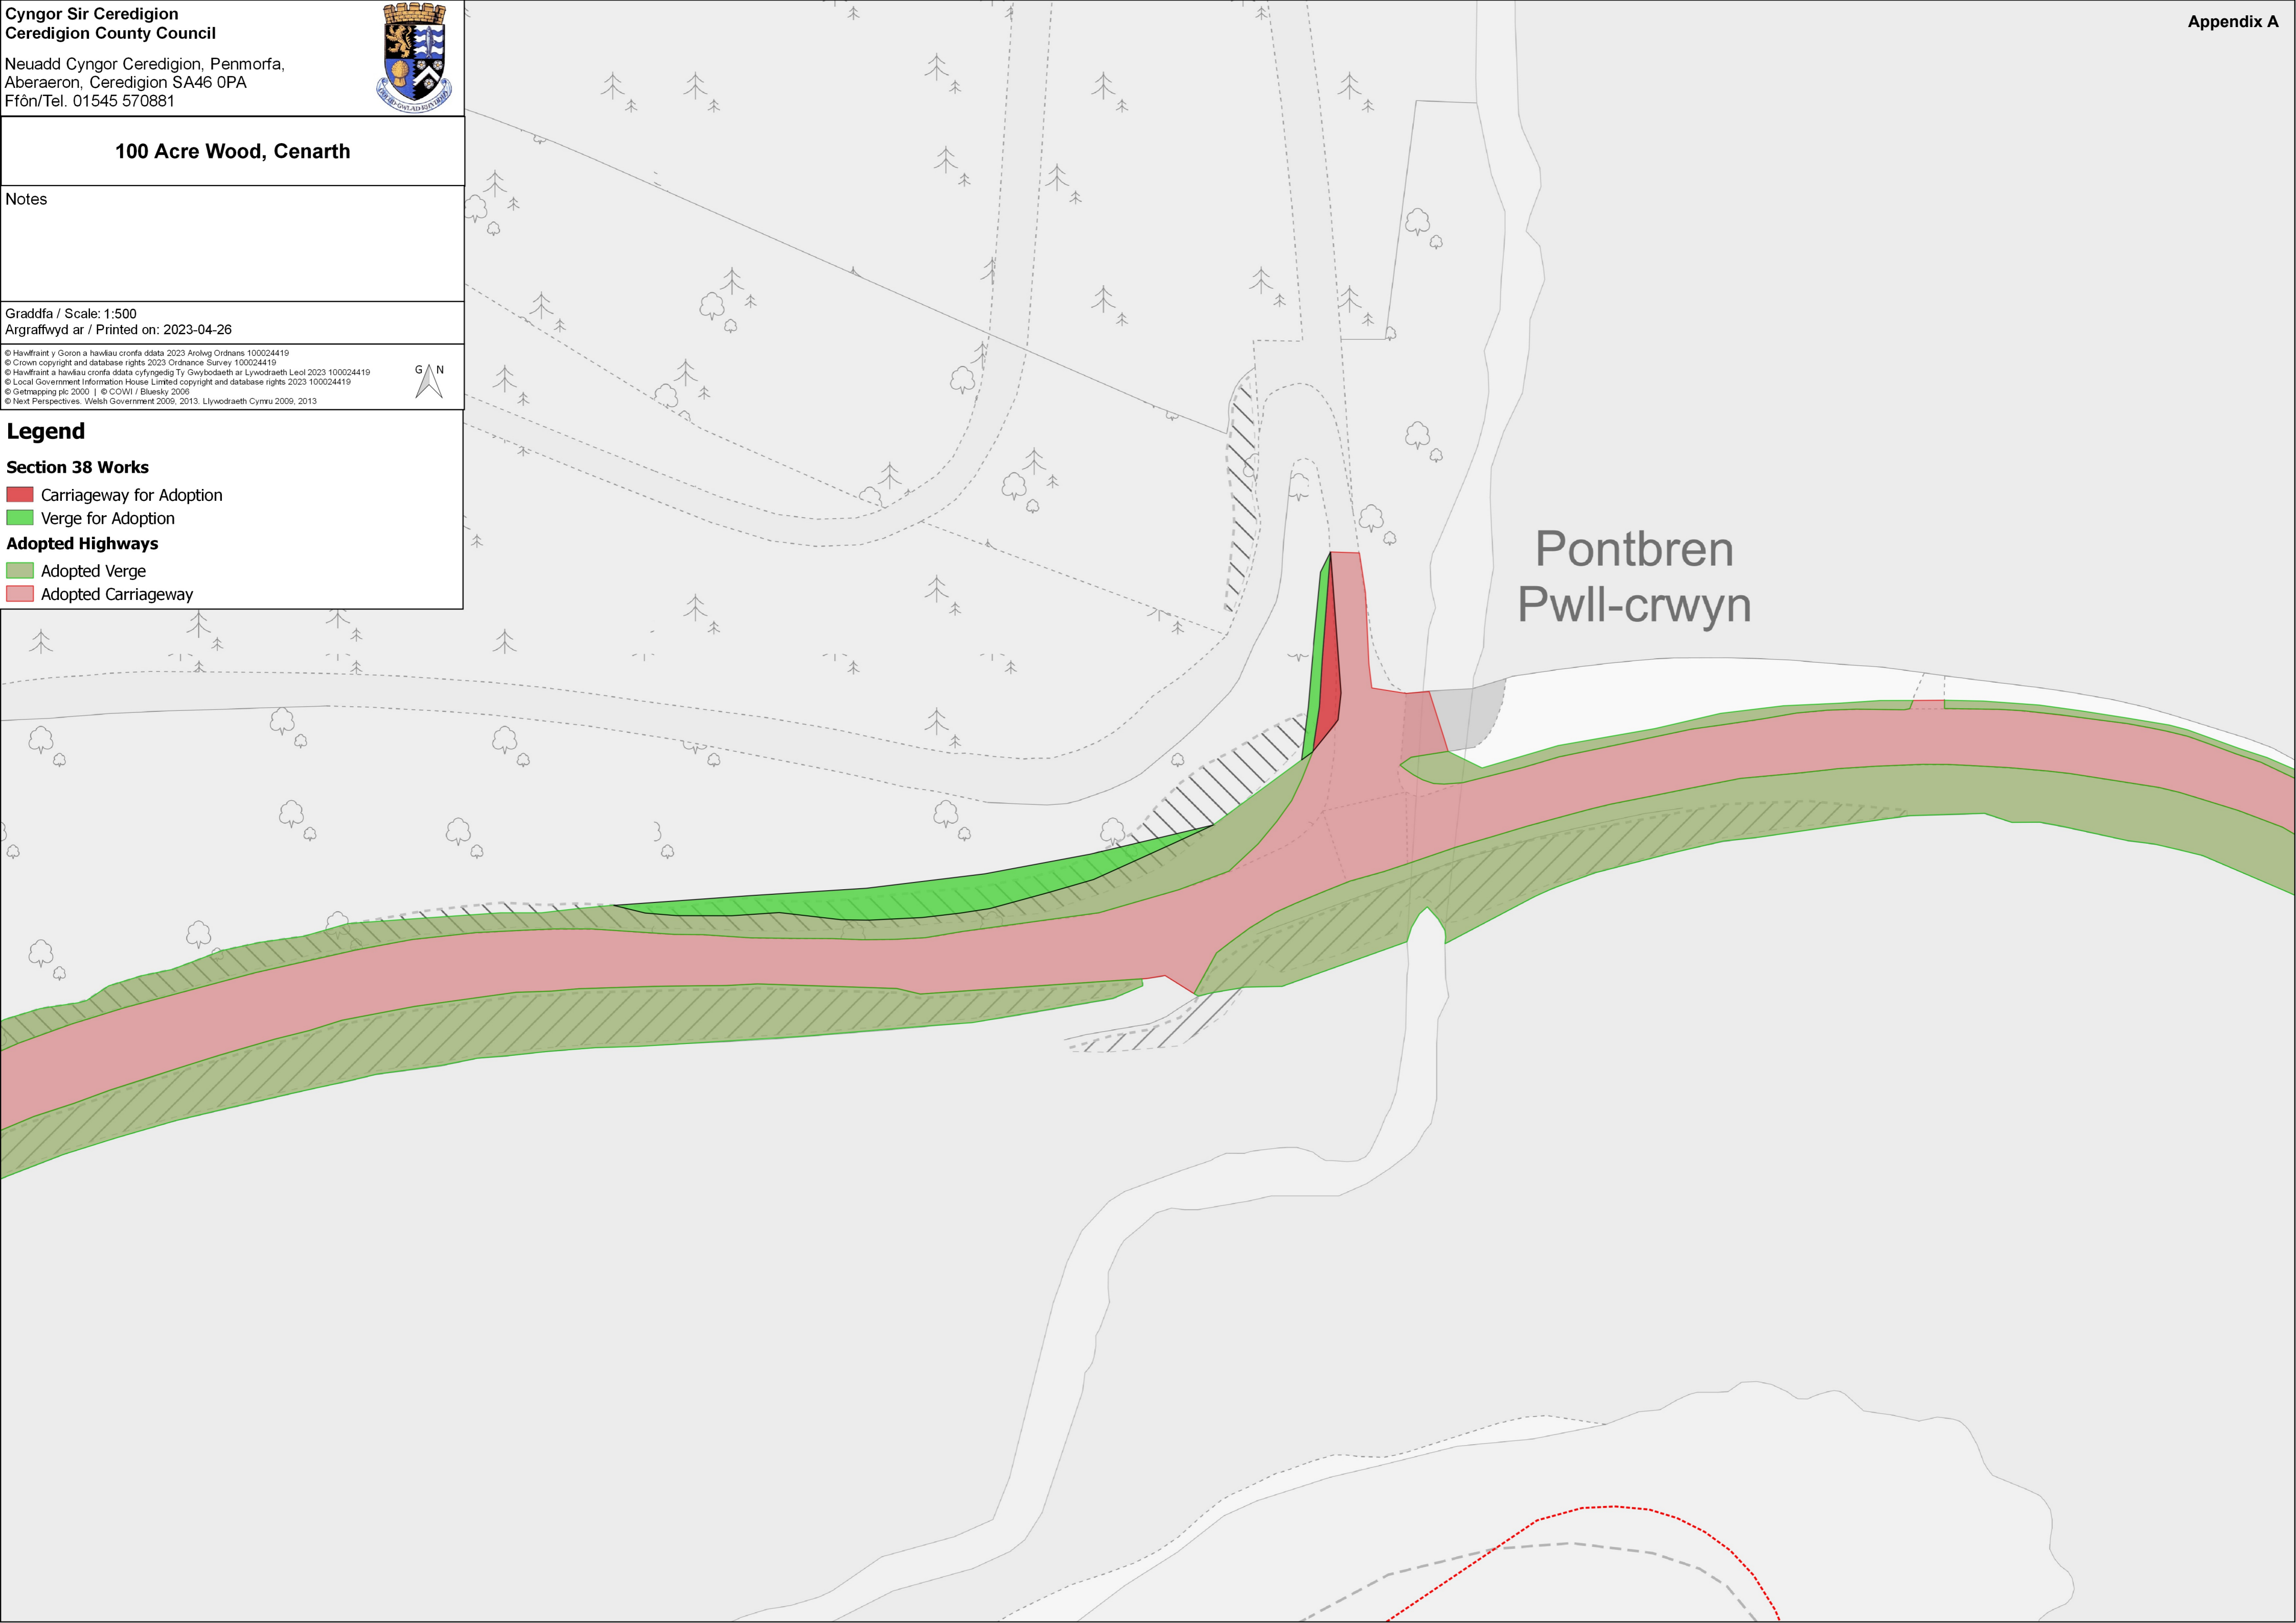 Cyngor Sir Ceredigion
Ceredigion County Council
Neuadd Cyngor Ceredigion, Penmorfa,
Aberaeron, Ceredigion SA46 0PA
Ffôn/Tel. 01545 570881
Appendix A
100 Acre Wood, Cenarth
Notes
Graddfa / Scale: 1:500
Argraffwyd ar / Printed on: 2023-04-26
© Hawlfraint y Goron a hawliau cronfa ddata 2023 Arolwg Ordnans 100024419
© Crown copyright and database rights 2023 Ordnance Survey 100024419
© Hawlfraint a hawliau cronfa ddata cyfyngedig Ty Gwybodaeth ar Lywodraeth Leol 2023 100024419
© Local Government Information House Limited copyright and database rights 2023 100024419
© Getmapping plc 2000 | © COWI / Bluesky 2006
© Next Perspectives. Welsh Government 2009, 2013. Llywodraeth Cymru 2009, 2013
G N
Legend
Section 38 Works
Carriageway for Adoption
Verge for Adoption
Adopted Highways
Adopted Verge
Adopted Carriageway
Pontbren
Pwll-crwyn